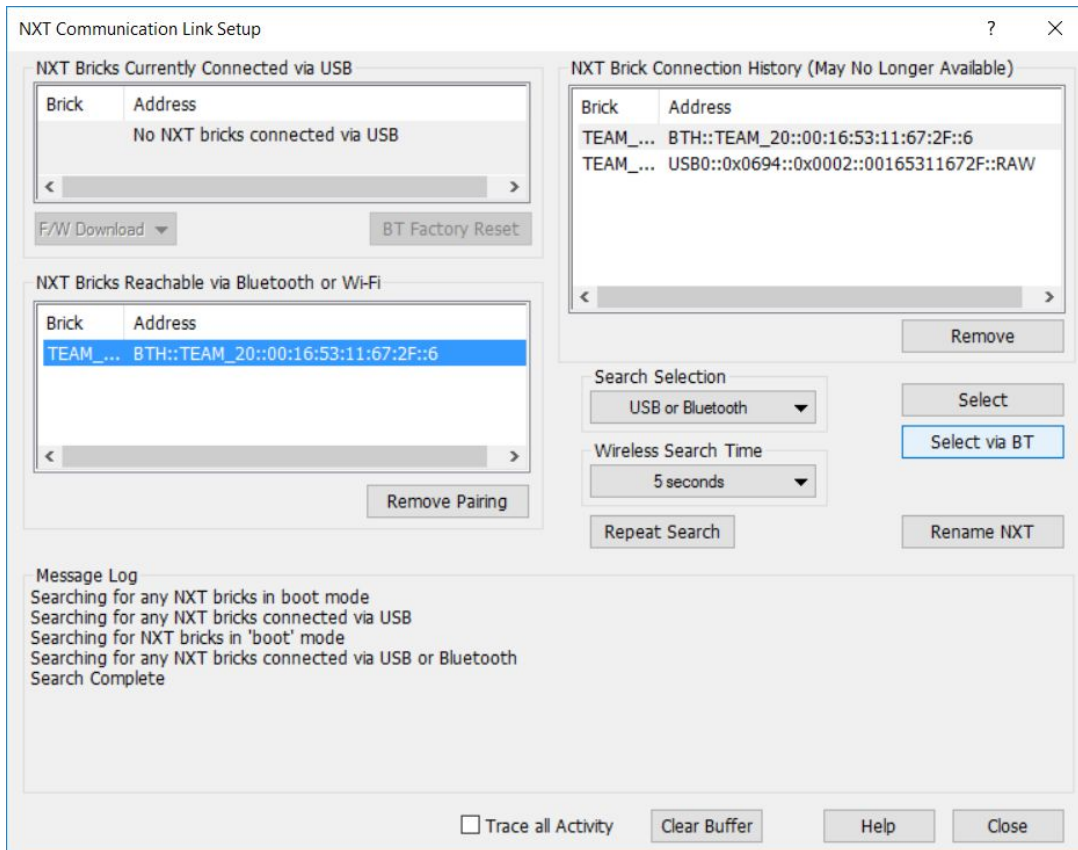 NXT Communication Link Setup
?
NXT Bricks Currently Connected via USB
Brick Address
No NXT bricks connected via USB
F/W Download
BT Factory Reset
NXT Bricks Reachable via Bluetooth or Wi-Fi
Brick Address
TEAM_... BTH::TEAM_20::00:16:53:11:67:2F::6
Remove Pairing
NXT Brick Connection History (May No Longer Available)
Brick Address
TEAM_... BTH::TEAM_20::00:16:53:11:67:2F::6
TEAM_... USB0::0x0694::0x0002::00165311672F::RAW
Remove
Search Selection
USB or Bluetooth
Wireless Search Time
5 seconds
Repeat Search
Select
Select via BT
Rename NXT
Message Log
Searching for any NXT bricks in boot mode
Searching for any NXT bricks connected via USB
Searching for NXT bricks in 'boot' mode
Searching for any NXT bricks connected via USB or Bluetooth
Search Complete
Trace all Activity
Clear Buffer
Help
Close